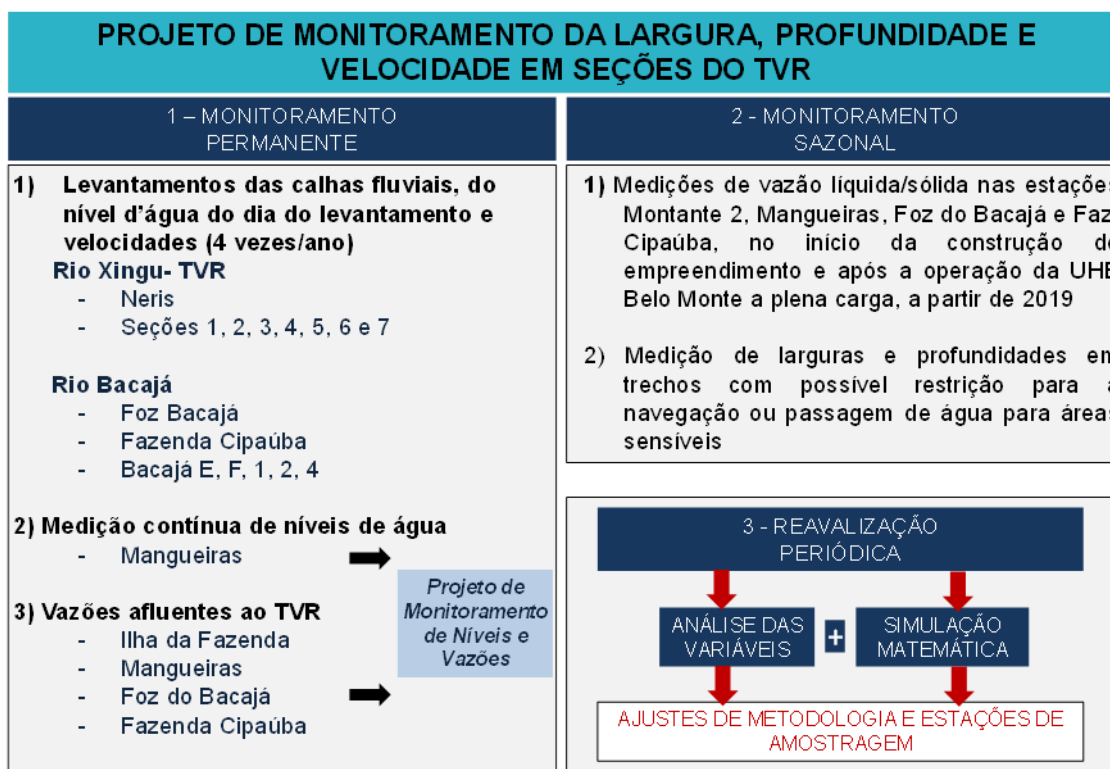 PROJETO DE MONITORAMENTO DA LARGURA, PROFUNDIDADE E
VELOCIDADE EM SEÇÕES DO TVR
1 – MONITORAMENTO
PERMANENTE
1) Levantamentos das calhas fluviais, do
nível d'água do dia do levantamento e
velocidades (4 vezes/ano)
Rio Xingu- TVR
- Neris
- Seções 1, 2, 3, 4, 5, 6 e 7
Rio Bacajá
- Foz Bacajá
- Fazenda Cipaúba
- Bacajá E, F, 1, 2, 4
2) Medição contínua de níveis de água
- Mangueiras
3) Vazões afluentes ao TVR
- Ilha da Fazenda
- Mangueiras
- Foz do Bacajá
- Fazenda Cipaúba
Projeto de
Monitoramento
de Níveis e
Vazões
2 - MONITORAMENTO
SAZONAL
1) Medições de vazão líquida/sólida nas estações
Montante 2, Mangueiras, Foz do Bacajá e Faz.
Cipaúba, no início da construção do
empreendimento e após a operação da UHE
Belo Monte a plena carga, a partir de 2019
2) Medição de larguras e profundidades em
trechos com possível restrição para a
navegação ou passagem de água para áreas
sensíveis
3 - REAVALIZAÇÃO
PERIÓDICA
ANÁLISE DAS
VARIÁVEIS
+
SIMULAÇÃO
MATEMÁTICA
AJUSTES DE METODOLOGIA E ESTAÇÕES DE
AMOSTRAGEM